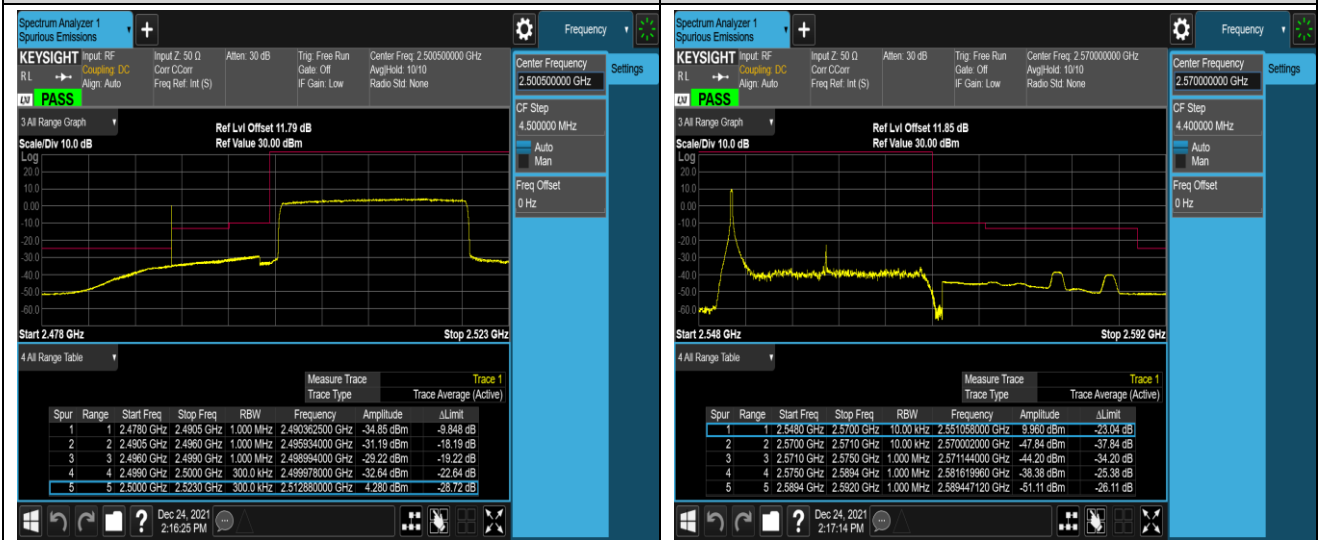 Spectrum Analyzer 1
Spurious Emissions
+
Frequency
KEYSIGHT Input: RF Input Z: 50 Ω Atten: 30 dB Trig: Free Run Center Freq: 2.500500000 GHz
R L Coupling: DC Corr CCorr Gate: Off Avg|Hold: 10/10
Align: Auto Freq Ref: Int (S) IF Gain: Low Radio Std: None
LXI PASS
Center Frequency
2.500500000 GHz
Settings
CF Step
4.500000 MHz
Auto
Man
Freq Offset
0 Hz
3 All Range Graph
Ref Lvl Offset 11.79 dB
Scale/Div 10.0 dB Ref Value 30.00 dBm
Log
20.0
10.0
0.00
-10.0
-20.0
-30.0
-40.0
-50.0
-60.0
Start 2.478 GHz Stop 2.523 GHz
4 All Range Table
Measure Trace Trace 1
Trace Type Trace Average (Active)
Spur Range Start Freq Stop Freq RBW Frequency Amplitude ΔLimit
1 1 2.4780 GHz 2.4905 GHz 1.000 MHz 2.490362500 GHz -34.85 dBm -9.848 dB
2 2 2.4905 GHz 2.4960 GHz 1.000 MHz 2.495934000 GHz -31.19 dBm -18.19 dB
3 3 2.4960 GHz 2.4990 GHz 1.000 MHz 2.498994000 GHz -29.22 dBm -19.22 dB
4 4 2.4990 GHz 2.5000 GHz 300.0 kHz 2.499978000 GHz -32.64 dBm -22.64 dB
5 5 2.5000 GHz 2.5230 GHz 300.0 kHz 2.512880000 GHz 4.280 dBm -28.72 dB
?
Dec 24, 2021
2:16:25 PM
Spectrum Analyzer 1
Spurious Emissions
+
Frequency
KEYSIGHT Input: RF Input Z: 50 Ω Atten: 30 dB Trig: Free Run Center Freq: 2.570000000 GHz
R L Coupling: DC Corr CCorr Gate: Off Avg|Hold: 10/10
Align: Auto Freq Ref: Int (S) IF Gain: Low Radio Std: None
LXI PASS
Center Frequency
2.570000000 GHz
Settings
CF Step
4.400000 MHz
Auto
Man
Freq Offset
0 Hz
3 All Range Graph
Ref Lvl Offset 11.85 dB
Scale/Div 10.0 dB Ref Value 30.00 dBm
Log
20.0
10.0
0.00
-10.0
-20.0
-30.0
-40.0
-50.0
-60.0
Start 2.548 GHz Stop 2.592 GHz
4 All Range Table
Measure Trace Trace 1
Trace Type Trace Average (Active)
Spur Range Start Freq Stop Freq RBW Frequency Amplitude ΔLimit
1 1 2.5480 GHz 2.5700 GHz 10.00 kHz 2.551058000 GHz 9.960 dBm -23.04 dB
2 2 2.5700 GHz 2.5710 GHz 10.00 kHz 2.570002000 GHz -47.84 dBm -37.84 dB
3 3 2.5710 GHz 2.5750 GHz 1.000 MHz 2.571144000 GHz -44.20 dBm -34.20 dB
4 4 2.5750 GHz 2.5894 GHz 1.000 MHz 2.581619960 GHz -38.38 dBm -25.38 dB
5 5 2.5894 GHz 2.5920 GHz 1.000 MHz 2.589447120 GHz -51.11 dBm -26.11 dB
?
Dec 24, 2021
2:17:14 PM